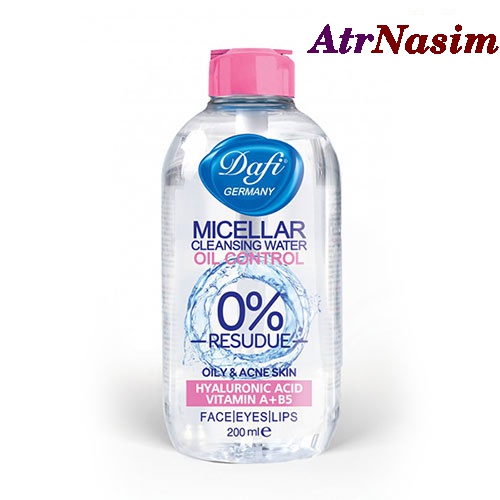 AtrNasim
Dafi®
GERMANY
MICELLAR
CLEANSING WATER
OIL CONTROL
0%
RESUDUE
OILY & ACNE SKIN
HYALURONIC ACID
VITAMIN A+B5
FACE|EYES|LIPS
200 ml e